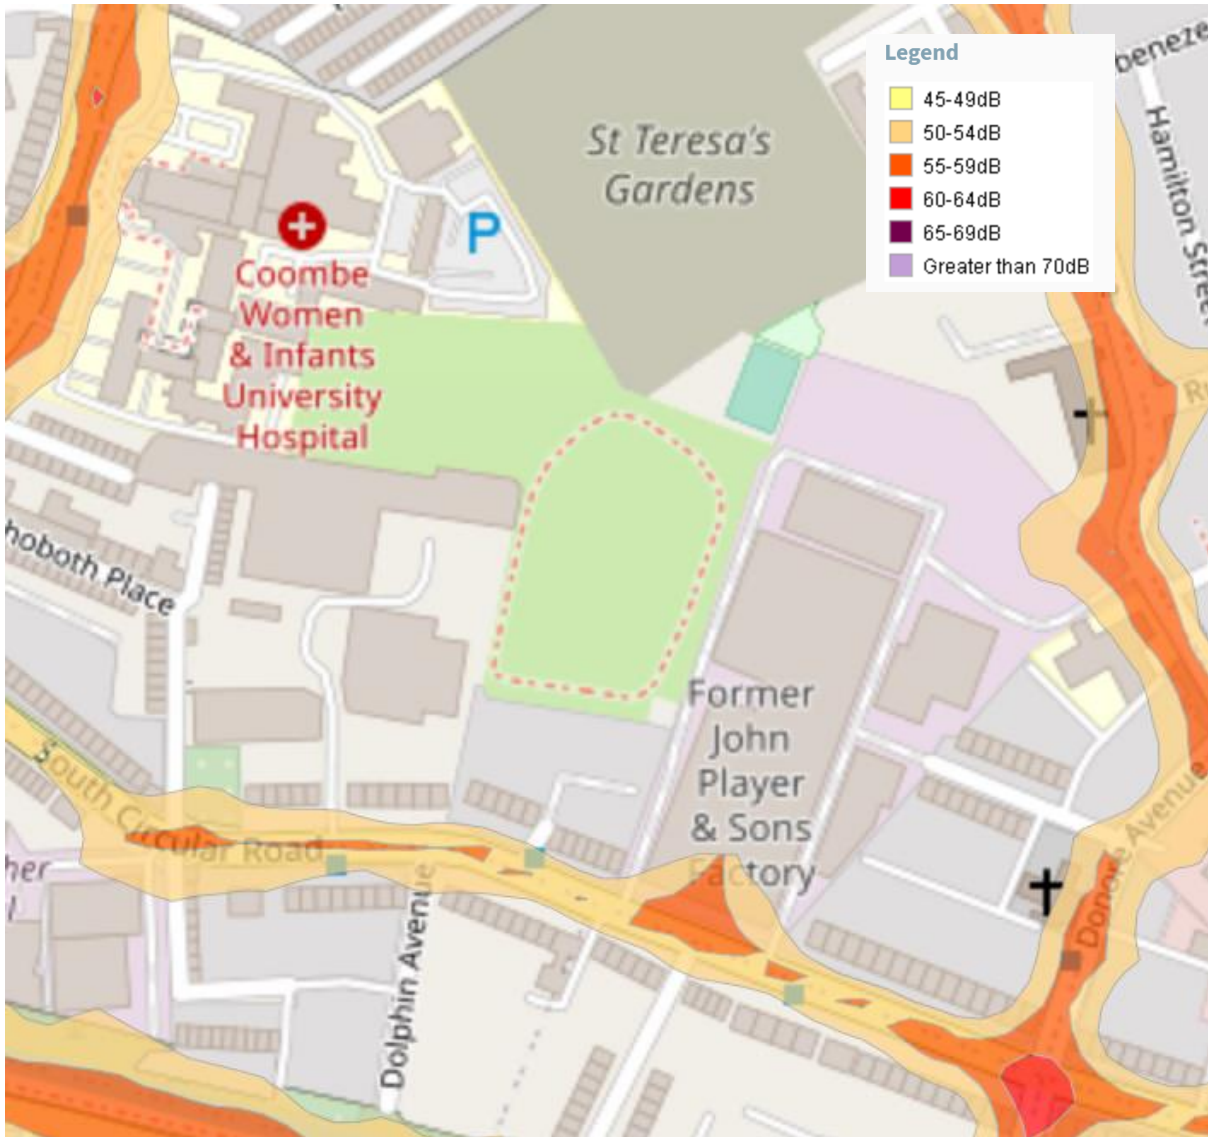 Legend
45-49dB
50-54dB
55-59dB
60-64dB
65-69dB
Greater than 70dB
St Teresa's
Gardens
Hamilton Street
P
Coombe
Women
& Infants
University
Hospital
Former
John
Player
& Sons
Factory
South Circular Road
Donore Avenue
Dolphin Avenue
Place